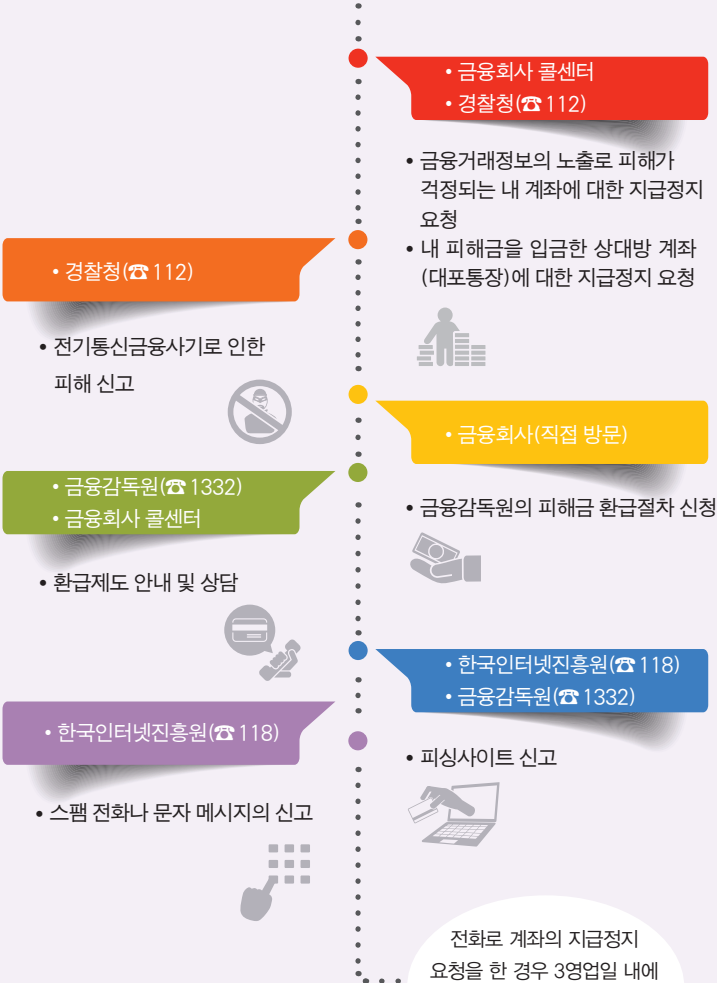 • 금융회사 콜센터
• 경찰청(☎112)
• 금융거래정보의 노출로 피해가
걱정되는 내 계좌에 대한 지급정지
요청
• 내 피해금을 입금한 상대방 계좌
(대포통장)에 대한 지급정지 요청
• 경찰청(☎112)
• 전기통신금융사기로 인한
피해 신고
• 금융회사(직접 방문)
• 금융감독원의 피해금 환급절차 신청
• 금융감독원(☎1332)
• 금융회사 콜센터
• 환급제도 안내 및 상담
• 한국인터넷진흥원(☎118)
• 금융감독원(☎1332)
• 피싱사이트 신고
• 한국인터넷진흥원(☎118)
• 스팸 전화나 문자 메시지의 신고
전화로 계좌의 지급정지
요청을 한 경우 3영업일 내에